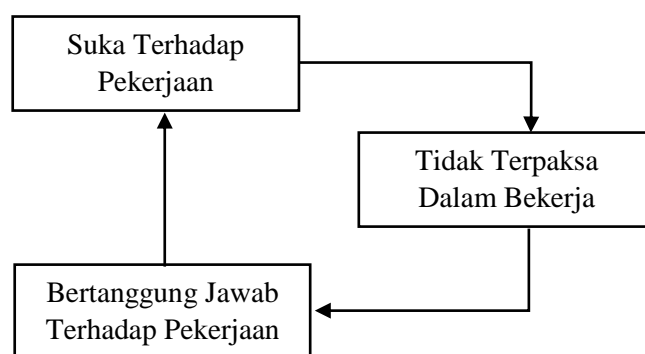 Suka Terhadap
Pekerjaan
Tidak Terpaksa
Dalam Bekerja
Bertanggung Jawab
Terhadap Pekerjaan